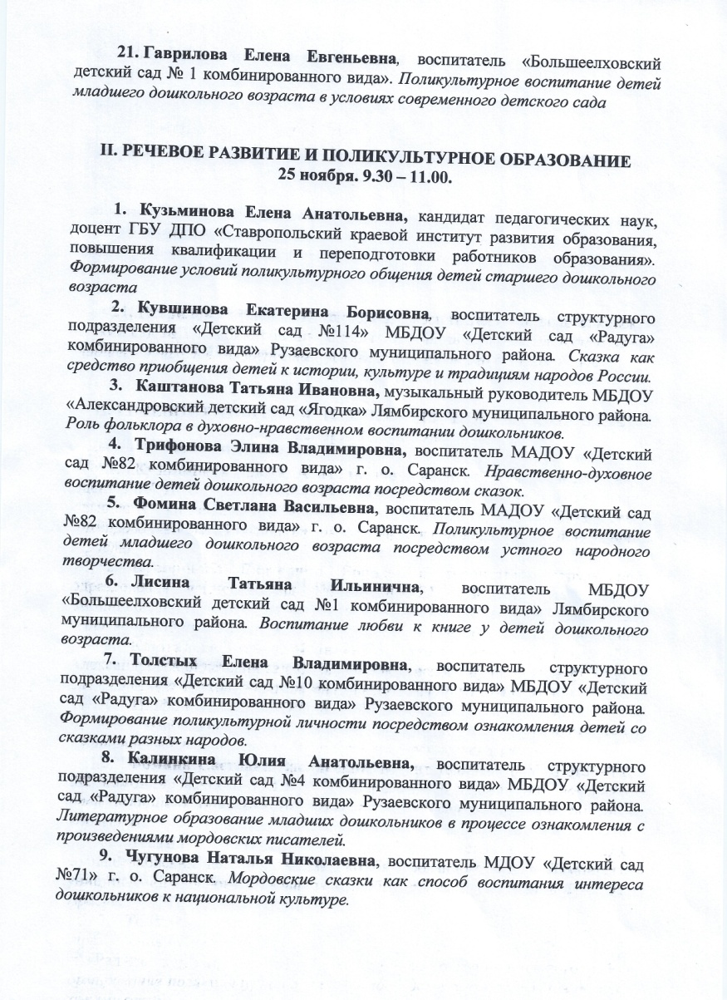 21. Гаврилова Елена Евгеньевна, воспитатель «Большеелховский
детский сад № 1 комбинированного вида». Поликультурное воспитание детей
младшего дошкольного возраста в условиях современного детского сада
II. РЕЧЕВОЕ РАЗВИТИЕ И ПОЛИКУЛЬТУРНОЕ ОБРАЗОВАНИЕ
25 ноября. 9.30 – 11.00.
1. Кузьминова Елена Анатольевна, кандидат педагогических наук,
доцент ГБУ ДПО «Ставропольский краевой институт развития образования,
повышения квалификации и переподготовки работников образования».
Формирование условий поликультурного общения детей старшего дошкольного
возраста
2. Кувшинова Екатерина Борисовна, воспитатель структурного
подразделения «Детский сад №114» МБДОУ «Детский сад «Радуга»
комбинированного вида» Рузаевского муниципального района. Сказка как
средство приобщения детей к истории, культуре и традициям народов России.
3. Каштанова Татьяна Ивановна, музыкальный руководитель МБДОУ
«Александровский детский сад «Ягодка» Лямбирского муниципального района.
Роль фольклора в духовно-нравственном воспитании дошкольников.
4. Трифонова Элина Владимировна, воспитатель МАДОУ «Детский
сад №82 комбинированного вида» г. о. Саранск. Нравственно-духовное
воспитание детей дошкольного возраста посредством сказок.
5. Фомина Светлана Васильевна, воспитатель МАДОУ «Детский сад
№82 комбинированного вида» г. о. Саранск. Поликультурное воспитание
детей младшего дошкольного возраста посредством устного народного
творчества.
6. Лисина Татьяна Ильинична, воспитатель МБДОУ
«Большеелховский детский сад №1 комбинированного вида» Лямбирского
муниципального района. Воспитание любви к книге у детей дошкольного
возраста.
7. Толстых Елена Владимировна, воспитатель структурного
подразделения «Детский сад №10 комбинированного вида» МБДОУ «Детский
сад «Радуга» комбинированного вида» Рузаевского муниципального района.
Формирование поликультурной личности посредством ознакомления детей со
сказками разных народов.
8. Калинкина Юлия Анатольевна, воспитатель структурного
подразделения «Детский сад №4 комбинированного вида» МБДОУ «Детский
сад «Радуга» комбинированного вида» Рузаевского муниципального района.
Литературное образование младших дошкольников в процессе ознакомления с
произведениями мордовских писателей.
9. Чугунова Наталья Николаевна, воспитатель МДОУ «Детский сад
№71» г. о. Саранск. Мордовские сказки как способ воспитания интереса
дошкольников к национальной культуре.